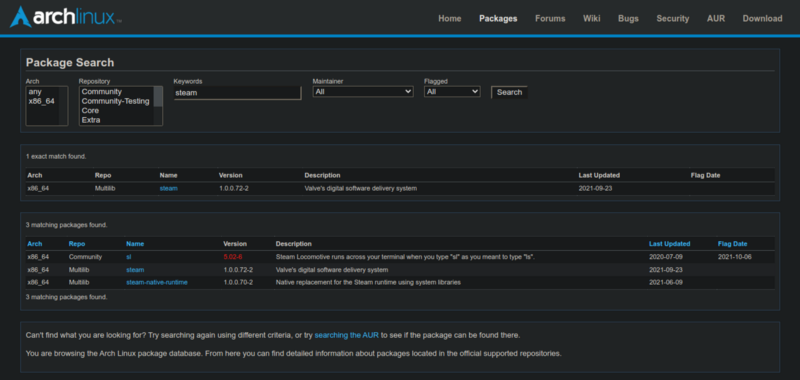 archlinux™
Home Packages Forums Wiki Bugs Security AUR Download
Package Search
Arch Repository Keywords Maintainer Flagged
any Community steam All All Search
x86_64 Community-Testing
Core
Extra
1 exact match found.
Arch Repo Name Version Description Last Updated Flag Date
x86_64 Multilib steam 1.0.0.72-2 Valve's digital software delivery system 2021-09-23
3 matching packages found.
Arch Repo Name Version Description Last Updated Flag Date
x86_64 Community sl 5.02-6 Steam Locomotive runs across your terminal when you type "sl" as you meant to type "ls". 2020-07-09 2021-10-06
x86_64 Multilib steam 1.0.0.72-2 Valve's digital software delivery system 2021-09-23
x86_64 Multilib steam-native-runtime 1.0.0.70-2 Native replacement for the Steam runtime using system libraries 2021-06-09
3 matching packages found.
Can't find what you are looking for? Try searching again using different criteria, or try searching the AUR to see if the package can be found there.
You are browsing the Arch Linux package database. From here you can find detailed information about packages located in the official supported repositories.